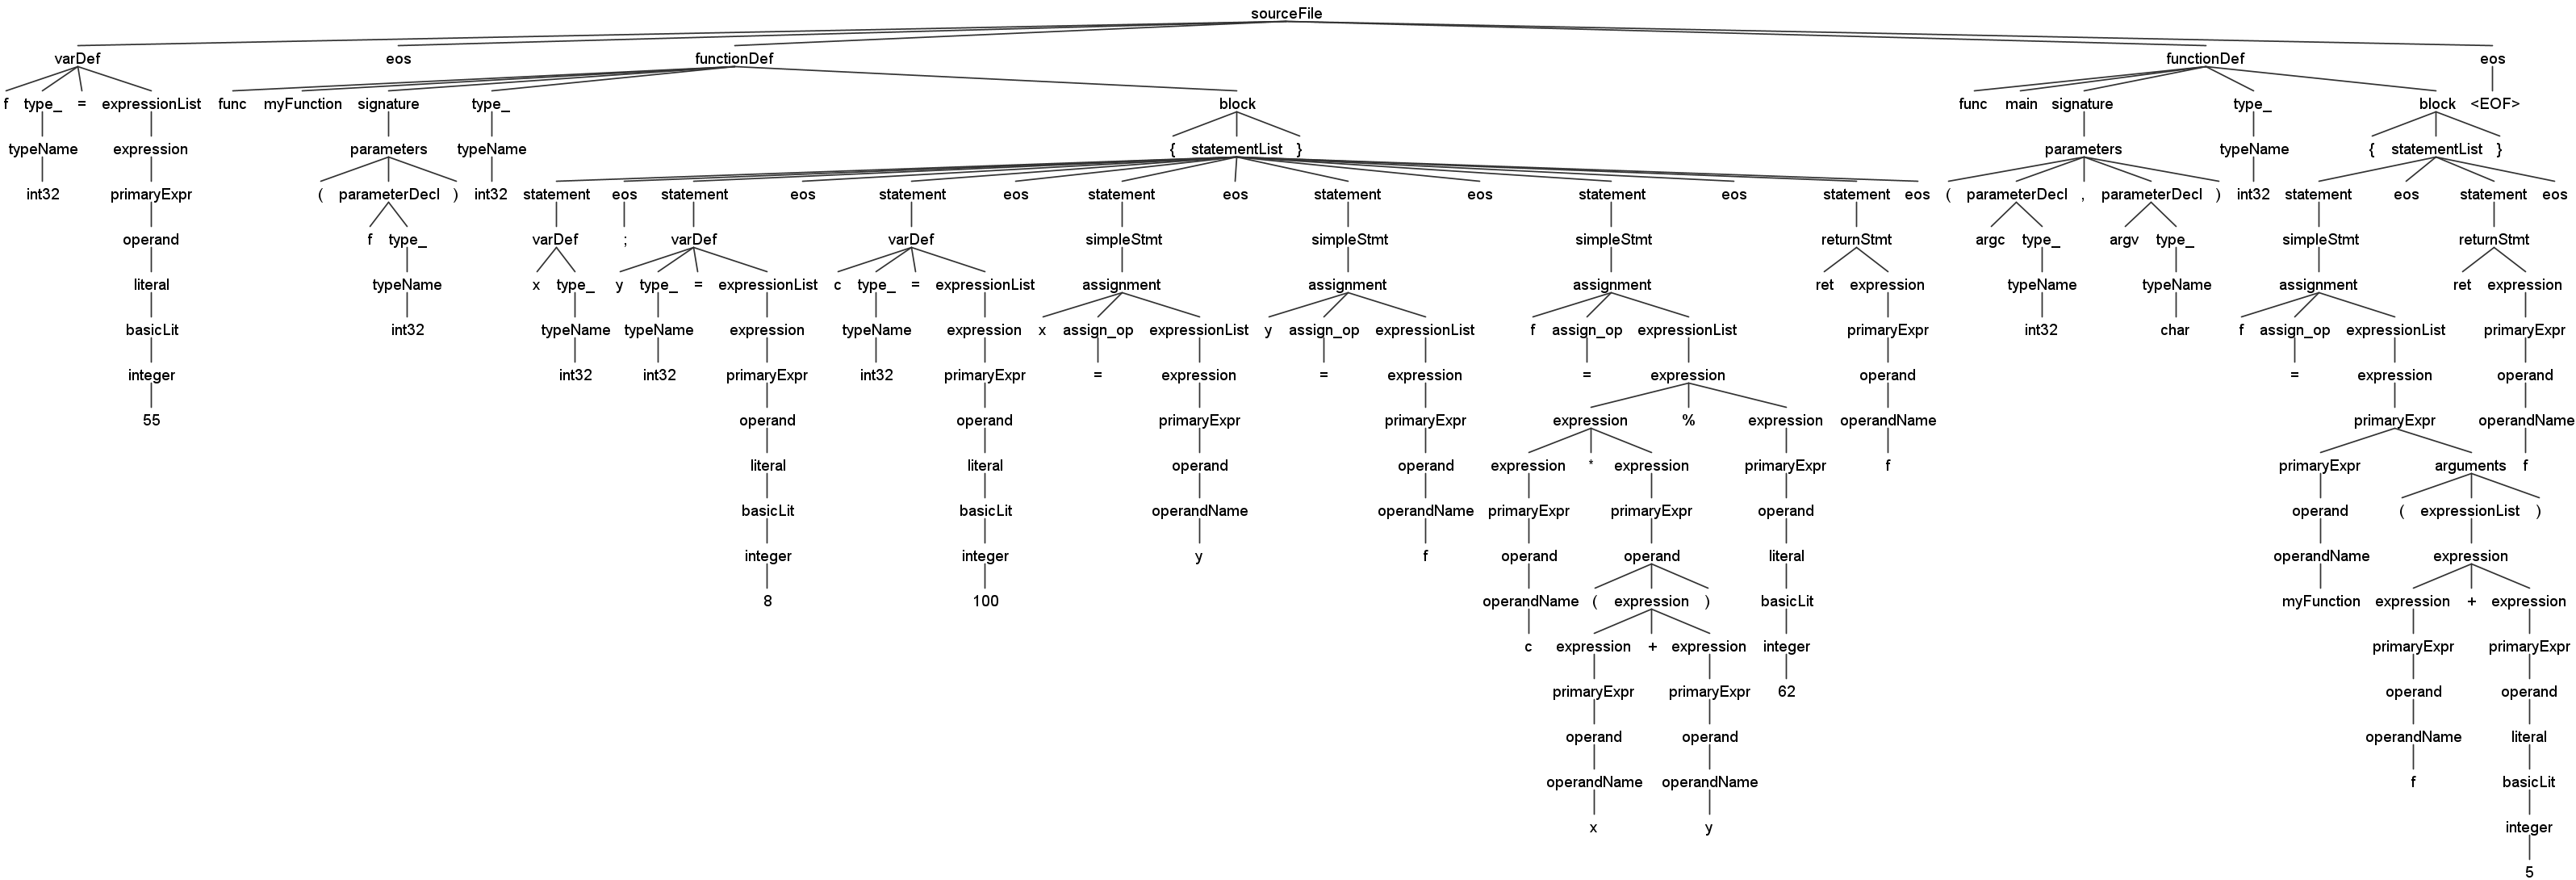 sourceFile
varDef eos functionDef functionDef eos
f type_ = expressionList func myFunction signature type_ block func main signature type_ block <EOF>
typeName expression parameters typeName { statementList } parameters typeName { statementList }
int32 primaryExpr ( parameterDecl ) int32 statement eos statement eos statement eos statement eos statement eos statement eos statement eos ( parameterDecl , parameterDecl ) int32 statement eos statement eos
operand f type_ varDef ; varDef varDef simpleStmt simpleStmt simpleStmt returnStmt argc type_ argv type_ simpleStmt returnStmt
literal typeName x type_ y type_ = expressionList c type_ = expressionList assignment assignment assignment ret expression typeName typeName assignment ret expression
basicLit int32 typeName typeName expression typeName expression x assign_op expressionList y assign_op expressionList f assign_op expressionList primaryExpr int32 char f assign_op expressionList primaryExpr
integer int32 int32 primaryExpr int32 primaryExpr = expression = expression = expression operand = expression operand
55 operand operand primaryExpr primaryExpr expression % expression operandName primaryExpr operandName
literal literal operand operand expression * expression primaryExpr f primaryExpr arguments f
basicLit basicLit operandName operandName primaryExpr primaryExpr operand operand ( expressionList )
integer integer y f operand operand literal operandName expression
8 100 operandName ( expression ) basicLit myFunction expression + expression
c expression + expression integer primaryExpr primaryExpr
primaryExpr primaryExpr 62 operand operand
operand operand operandName literal
operandName operandName f basicLit
x y integer
5